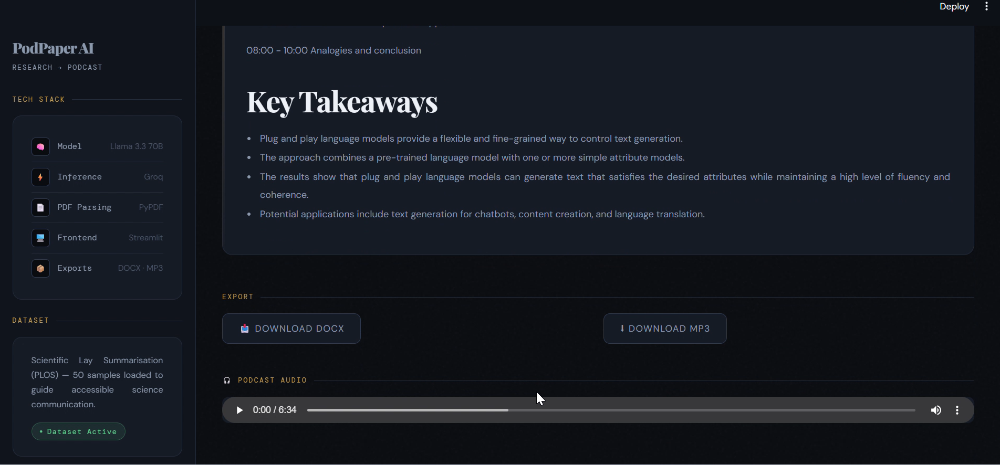 Deploy
PodPaper AI
RESEARCH → PODCAST
TECH STACK
Model Llama 3.3 70B
Inference Groq
PDF Parsing PyPDF
Frontend Streamlit
Exports DOCX · MP3
DATASET
Scientific Lay Summarisation
(PLOS) — 50 samples loaded to
guide accessible science
communication.
• Dataset Active
08:00 - 10:00 Analogies and conclusion
Key Takeaways
• Plug and play language models provide a flexible and fine-grained way to control text generation.
• The approach combines a pre-trained language model with one or more simple attribute models.
• The results show that plug and play language models can generate text that satisfies the desired attributes while maintaining a high level of fluency and
coherence.
• Potential applications include text generation for chatbots, content creation, and language translation.
EXPORT
DOWNLOAD DOCX
⬇ DOWNLOAD MP3
PODCAST AUDIO
0:00 / 6:34